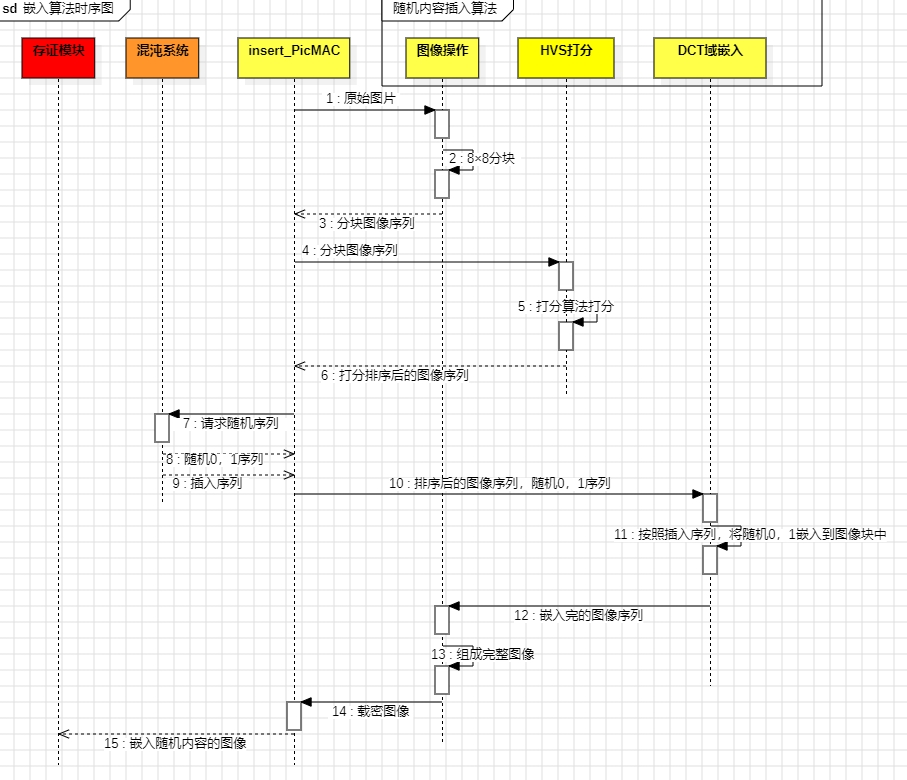 sd 嵌入算法时序图
随机内容插入算法
存证模块
混沌系统
insert_PicMAC
图像操作
HVS打分
DCT域嵌入
1 : 原始图片
2 : 8×8分块
3 : 分块图像序列
4 : 分块图像序列
5 : 打分算法打分
6 : 打分排序后的图像序列
7 : 请求随机序列
8 : 随机0，1序列
9 : 插入序列
10 : 排序后的图像序列，随机0，1序列
11 : 按照插入序列，将随机0，1嵌入到图像块中
12 : 嵌入完的图像序列
13 : 组成完整图像
14 : 载密图像
15 : 嵌入随机内容的图像